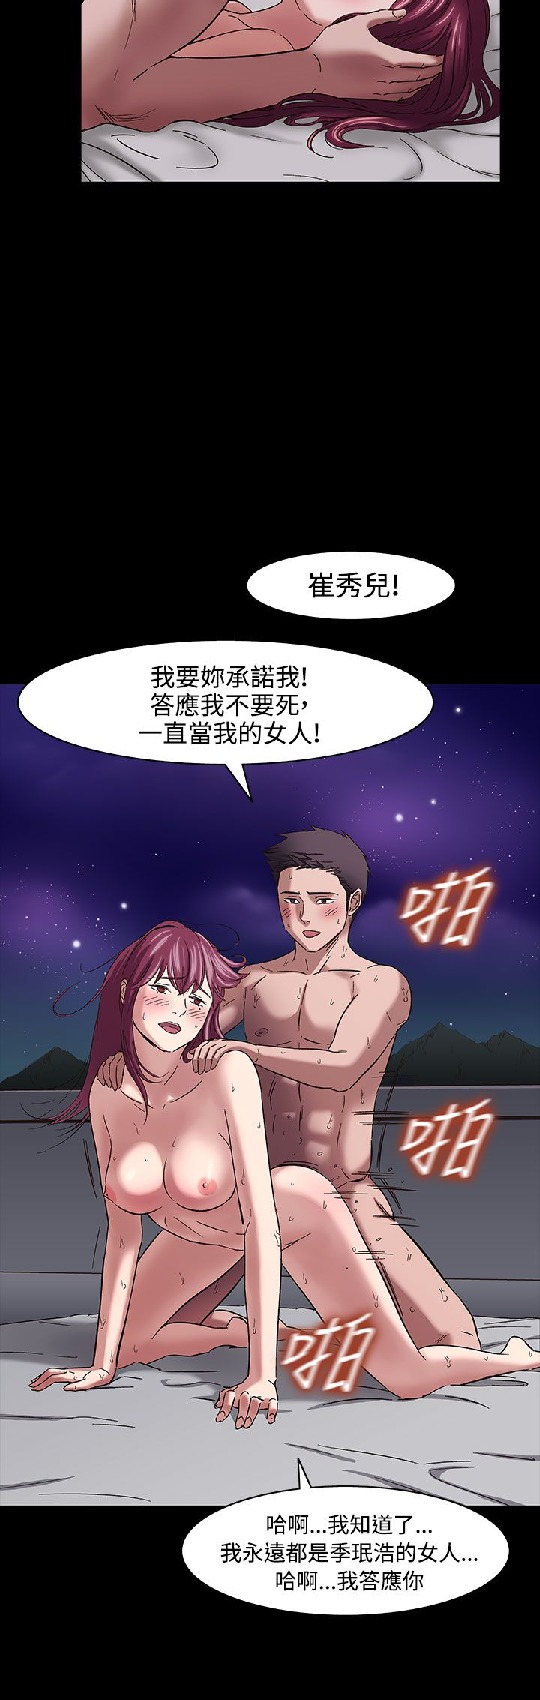 崔秀兒!
我要妳承諾我!
答應我不要死,
一直當我的女人!
啪
啪
啪
哈啊...我知道了...
我永遠都是季珉浩的女人...
哈啊...我答應你